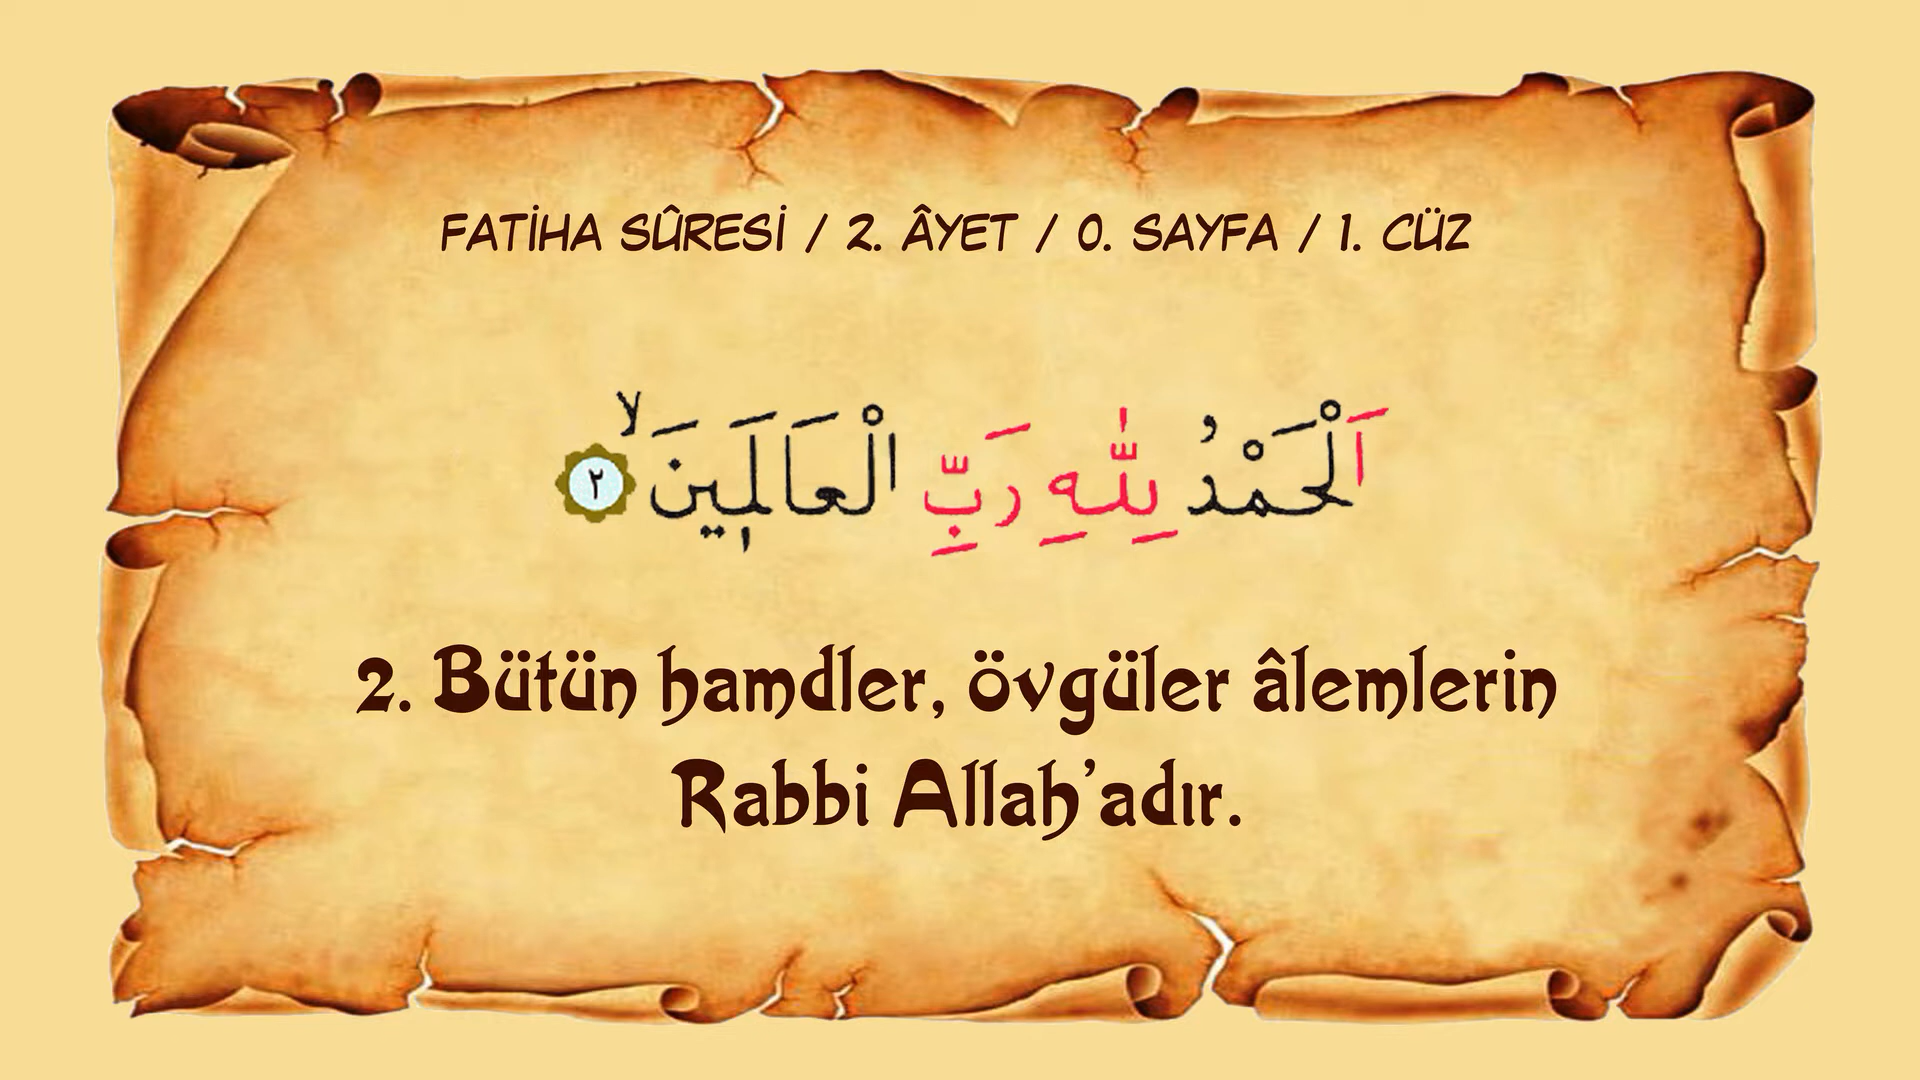 FATİHA SÛRESİ / 2. ÂYET / 0. SAYFA / 1. CÜZ
اَلْحَمْدُ لِلّٰهِ رَبِّ الْعَالَم۪ينَۙ ٢
2. Bütün hamdler, övgüler âlemlerin
Rabbi Allah’adır.